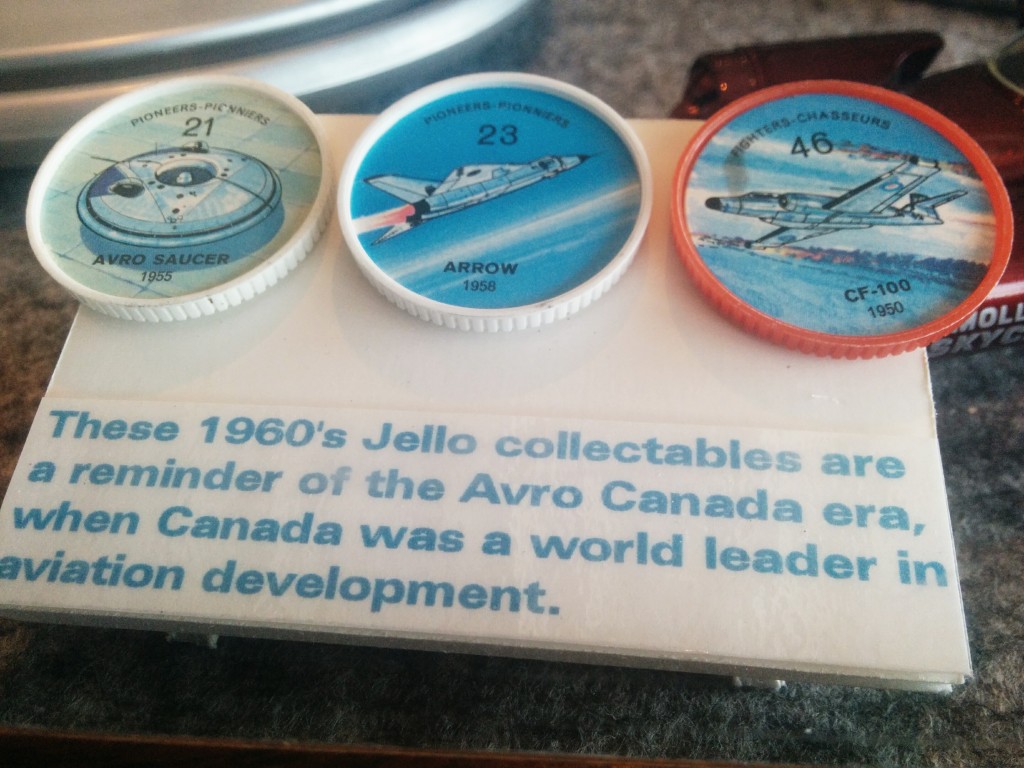 PIONEERS-PIONNIERS
21
AVRO SAUCER
1955
PIONEERS-PIONNIERS
23
ARROW
1958
FIGHTERS-CHASSEURS
46
CF-100
1950
These 1960's Jello collectables are
a reminder of the Avro Canada era,
when Canada was a world leader in
aviation development.